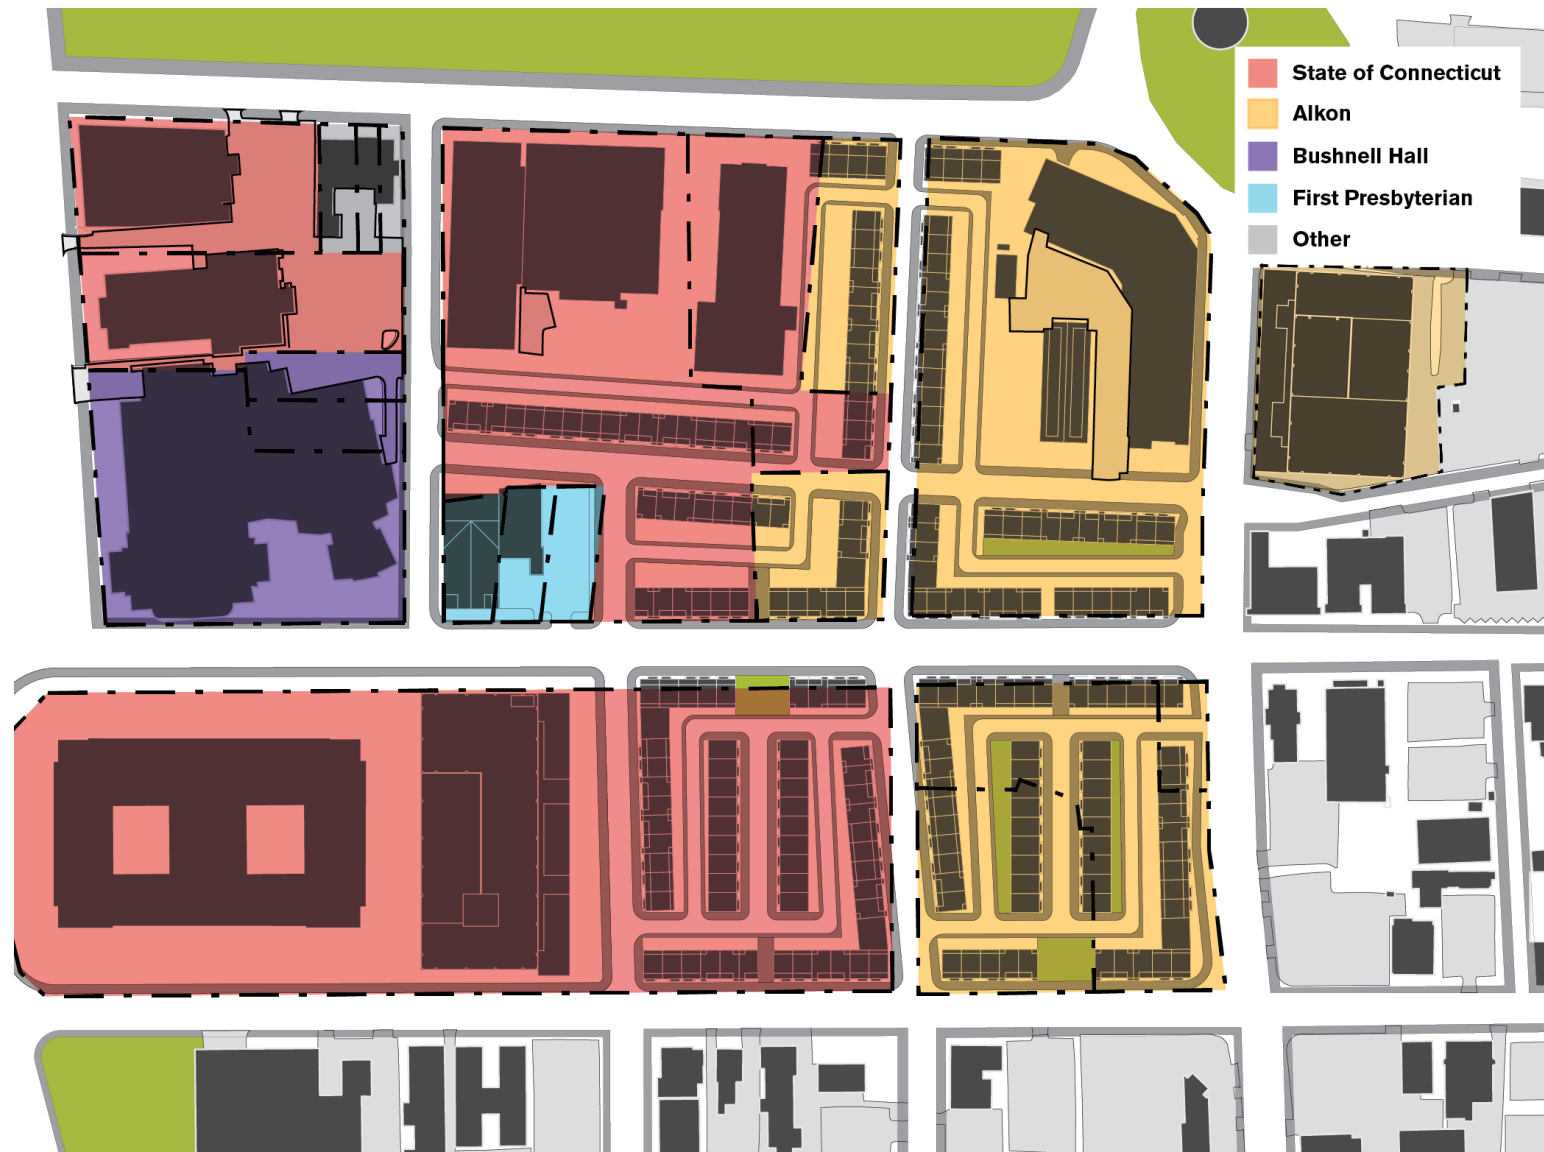 State of Connecticut
Alkon
Bushnell Hall
First Presbyterian
Other